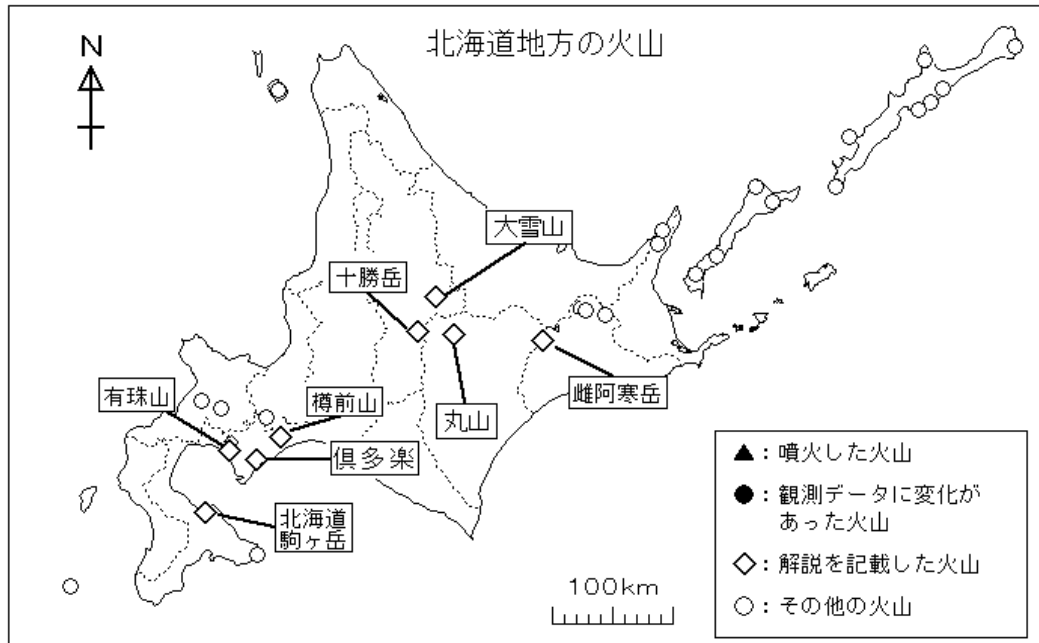 北海道地方の火山
N
大雪山
十勝岳
有珠山
樽前山
丸山
雌阿寒岳
倶多楽
北海道
駒ヶ岳
100km
▲：噴火した火山
●：観測データに変化が
あった火山
◇：解説を記載した火山
○：その他の火山